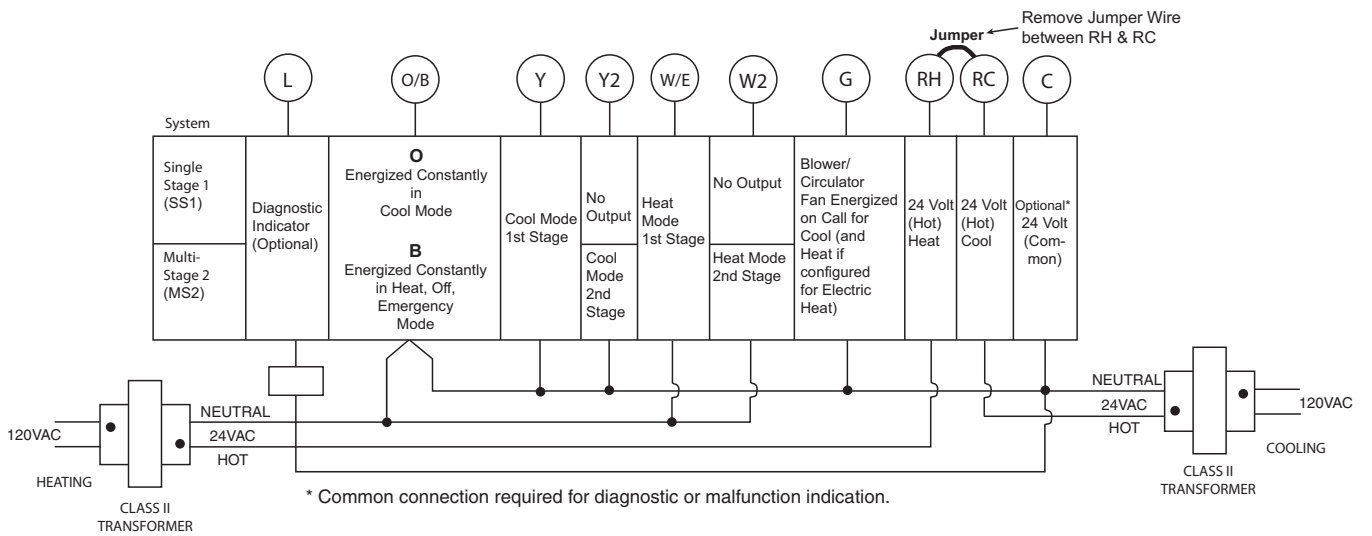 Remove Jumper Wire
between RH & RC
Jumper
L
O/B
Y
Y2
W/E
W2
G
RH
RC
C
System
Single
Stage 1
(SS1)
Multi-
Stage 2
(MS2)
Diagnostic
Indicator
(Optional)
O
Energized Constantly
in
Cool Mode
B
Energized Constantly
in Heat, Off,
Emergency
Mode
Cool Mode
1st Stage
No
Output
Cool
Mode
2nd
Stage
Heat
Mode
1st Stage
No Output
Heat Mode
2nd Stage
Blower/
Circulator
Fan Energized
on Call for
Cool (and
Heat if
configured
for Electric
Heat)
24 Volt
(Hot)
Heat
24 Volt
(Hot)
Cool
Optional*
24 Volt
(Com-
mon)
120VAC
HEATING
CLASS II
TRANSFORMER
NEUTRAL
24VAC
HOT
NEUTRAL
24VAC
HOT
120VAC
COOLING
CLASS II
TRANSFORMER
* Common connection required for diagnostic or malfunction indication.